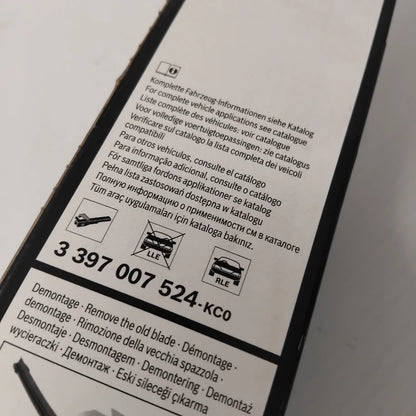 Komplette Fahrzeug-Informationen siehe Katalog
For complete vehicle applications see catalogue
Liste complète des véhicules: voir catalogue
Voor volledige voertuigtoepassingen: zie catalogus
Verificare sul catalogo la lista completa dei veicoli
compatibili
Para otros vehículos, consulte el catálogo
Para informação adicional, consulte o catálogo
För samtliga fordons applikationer se katalog
Pełna lista zastosowań dostępna w katalogu
Полную информацию о применимости см в каталоге
Tüm araç uygulamaları için kataloga bakınız.
LLE
RLE
3 397 007 524-KC0
Demontage · Remove the old blade · Démontage ·
demontage · Rimozione della vecchia spazzola ·
Desmontaje · Desmontagem · Demontering · Demontaż
wycieraczki · Демонтаж · Eski sileceği çıkarma